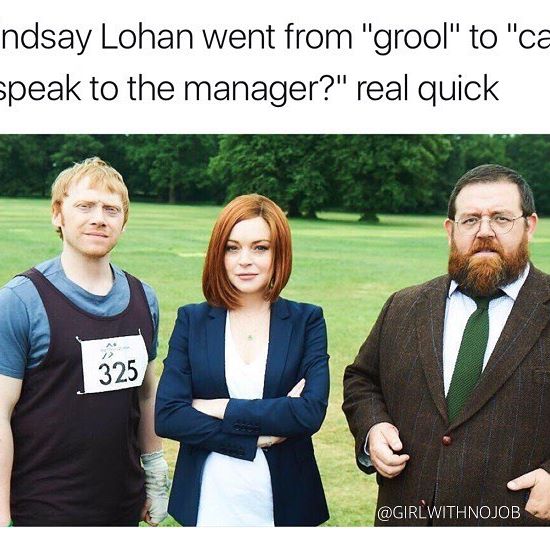 ndsay Lohan went from "grool" to "ca
speak to the manager?" real quick
325
@GIRLWITHNOJOB